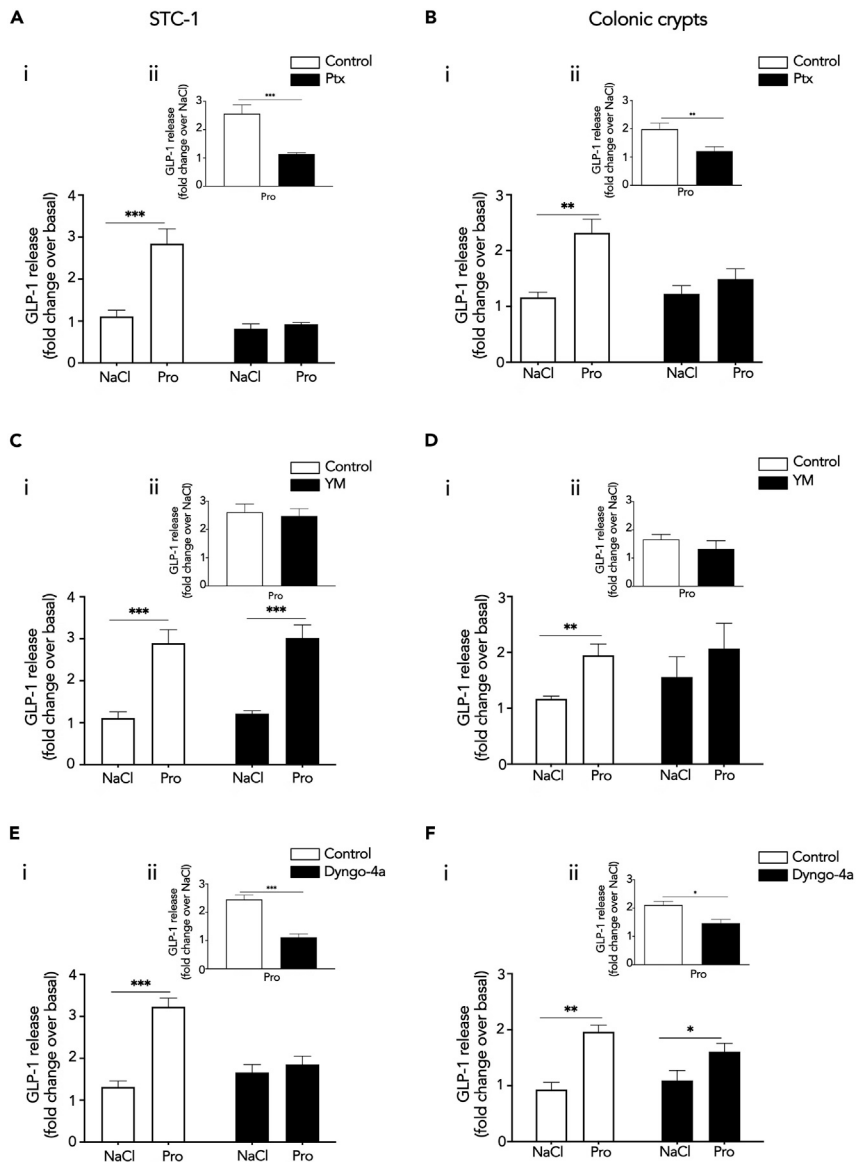 A
STC-1
B
Colonic crypts
i
ii
Control
Ptx
GLP-1 release
(fold change over NaCl)
3
2
1
0
***
Pro
GLP-1 release
(fold change over basal)
4
3
2
1
0
***
NaCl
Pro
NaCl
Pro
i
ii
Control
Ptx
GLP-1 release
(fold change over NaCl)
3
2
1
0
**
Pro
GLP-1 release
(fold change over basal)
3
2
1
0
**
NaCl
Pro
NaCl
Pro
C
i
ii
Control
YM
GLP-1 release
(fold change over NaCl)
3
2
1
0
Pro
GLP-1 release
(fold change over basal)
4
3
2
1
0
***
***
NaCl
Pro
NaCl
Pro
D
i
ii
Control
YM
GLP-1 release
(fold change over NaCl)
3
2
1
0
Pro
GLP-1 release
(fold change over basal)
3
2
1
0
**
NaCl
Pro
NaCl
Pro
E
i
ii
Control
Dyngo-4a
GLP-1 release
(fold change over NaCl)
3
2
1
0
***
Pro
GLP-1 release
(fold change over basal)
4
3
2
1
0
***
NaCl
Pro
NaCl
Pro
F
i
ii
Control
Dyngo-4a
GLP-1 release
(fold change over NaCl)
3
2
1
0
*
Pro
GLP-1 release
(fold change over basal)
3
2
1
0
**
*
NaCl
Pro
NaCl
Pro